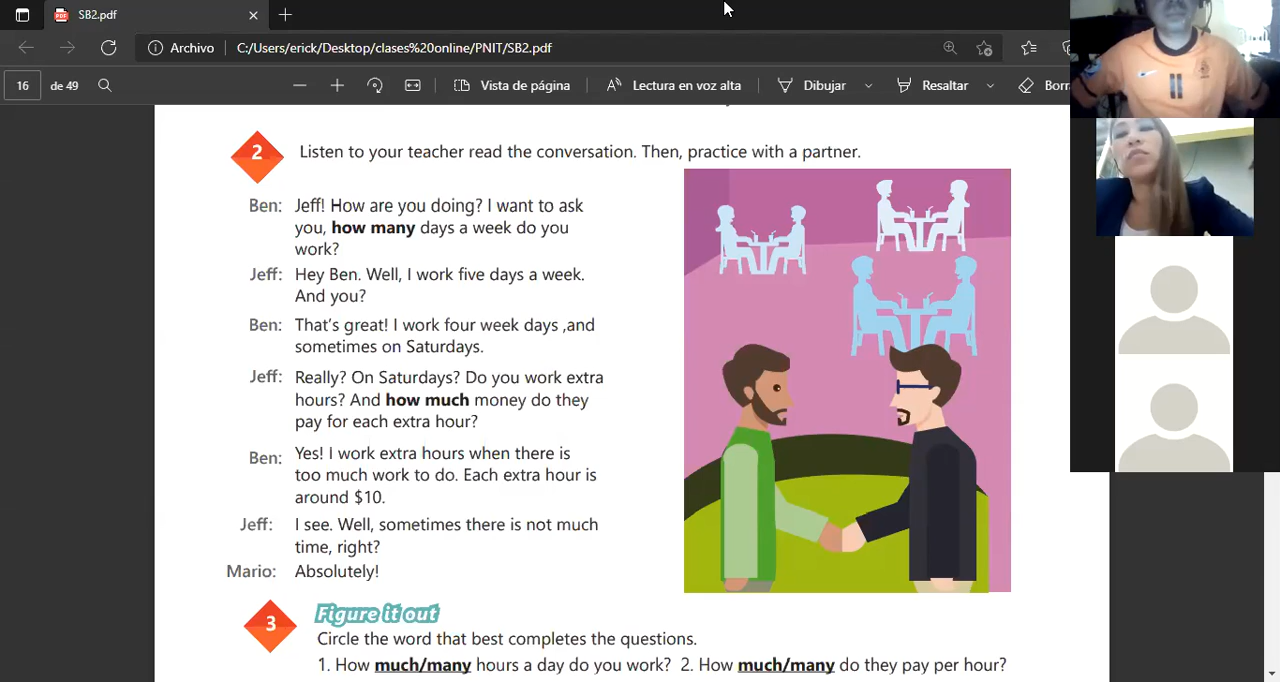 SB2.pdf
Archivo C:/Users/erick/Desktop/clases%20online/PNIT/SB2.pdf
16 de 49 Vista de página Lectura en voz alta Dibujar Resaltar Borr
2 Listen to your teacher read the conversation. Then, practice with a partner.
Ben: Jeff! How are you doing? I want to ask
you, how many days a week do you
work?
Jeff: Hey Ben. Well, I work five days a week.
And you?
Ben: That's great! I work four week days ,and
sometimes on Saturdays.
Jeff: Really? On Saturdays? Do you work extra
hours? And how much money do they
pay for each extra hour?
Ben: Yes! I work extra hours when there is
too much work to do. Each extra hour is
around $10.
Jeff: I see. Well, sometimes there is not much
time, right?
Mario: Absolutely!
3 Figure it out
Circle the word that best completes the questions.
1. How much/many hours a day do you work? 2. How much/many do they pay per hour?
11